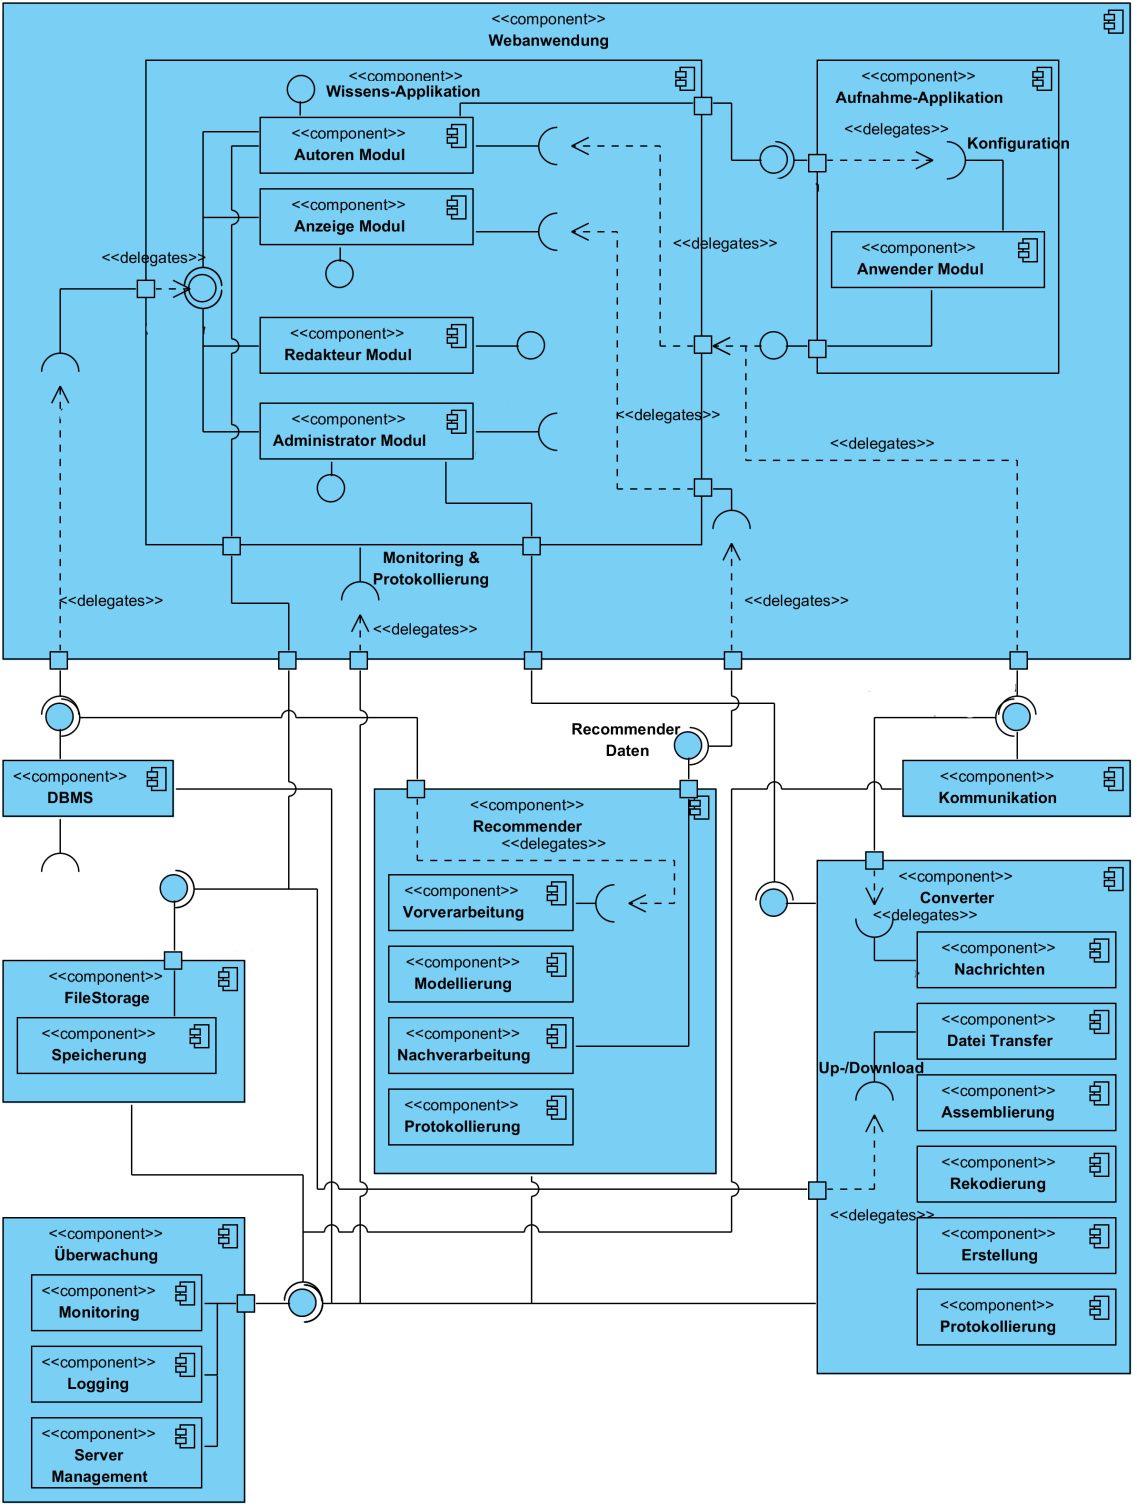 <<component>>
Webanwendung
<<component>>
Wissens-Applikation
<<component>>
Autoren Modul
<<component>>
Anzeige Modul
<<delegates>>
<<component>>
Redakteur Modul
<<component>>
Administrator Modul
<<delegates>>
<<delegates>>
<<component>>
Aufnahme-Applikation
<<delegates>>
Konfiguration
<<component>>
Anwender Modul
<<delegates>>
Monitoring &
Protokollierung
<<delegates>>
<<delegates>>
<<delegates>>
Recommender
Daten
<<component>>
DBMS
<<component>>
Recommender
<<delegates>>
<<component>>
Vorverarbeitung
<<component>>
Modellierung
<<component>>
Nachverarbeitung
<<component>>
Protokollierung
<<component>>
Kommunikation
<<component>>
Converter
<<delegates>>
<<component>>
Nachrichten
<<component>>
Datei Transfer
Up-/Download
<<component>>
Assemblierung
<<component>>
Rekodierung
<<delegates>>
<<component>>
Erstellung
<<component>>
Protokollierung
<<component>>
FileStorage
<<component>>
Speicherung
<<component>>
Überwachung
<<component>>
Monitoring
<<component>>
Logging
<<component>>
Server
Management